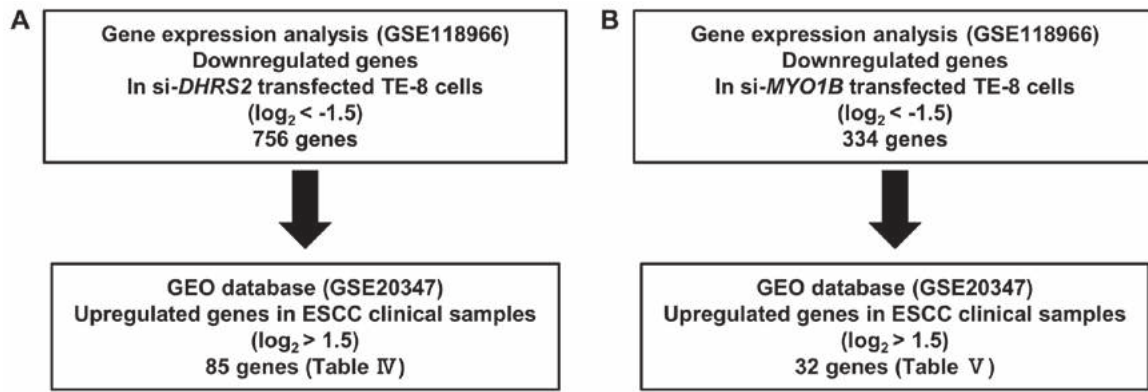 A
Gene expression analysis (GSE118966)
Downregulated genes
In si-DHRS2 transfected TE-8 cells
(log₂ < -1.5)
756 genes
GEO database (GSE20347)
Upregulated genes in ESCC clinical samples
(log₂ > 1.5)
85 genes (Table Ⅳ)
B
Gene expression analysis (GSE118966)
Downregulated genes
In si-MYO1B transfected TE-8 cells
(log₂ < -1.5)
334 genes
GEO database (GSE20347)
Upregulated genes in ESCC clinical samples
(log₂ > 1.5)
32 genes (Table Ⅴ)